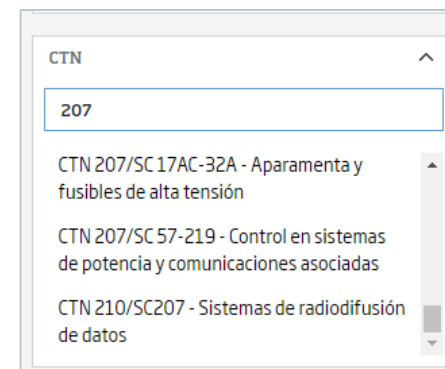 CTN
207
CTN 207/SC 17AC-32A - Aparamenta y
fusibles de alta tensión
CTN 207/SC 57-219 - Control en sistemas
de potencia y comunicaciones asociadas
CTN 210/SC207 - Sistemas de radiodifusión
de datos